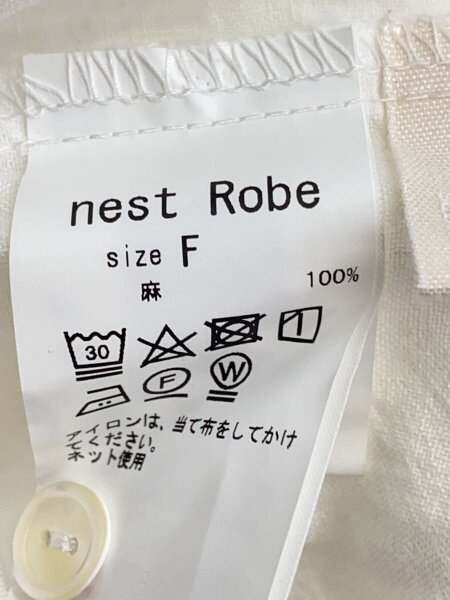 nest Robe
size F
麻 100%
30
1
F W
アイロンは、当て布をしてかけ
てください。
ネット使用